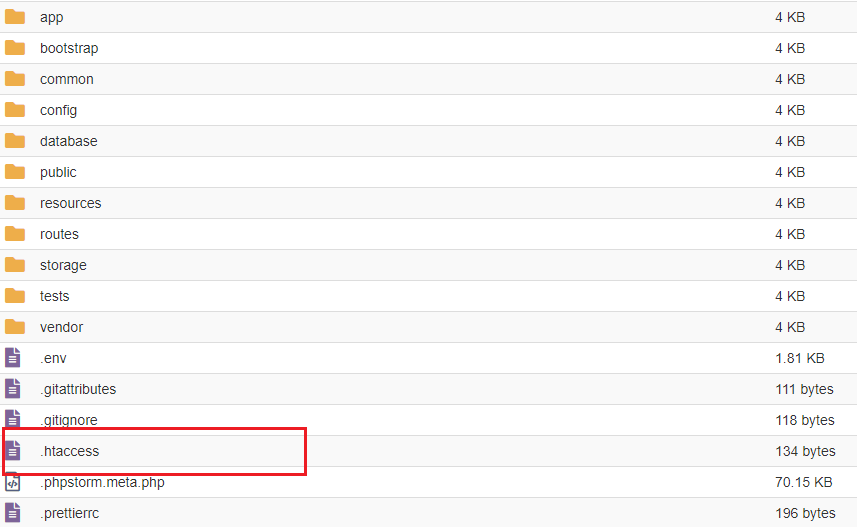 app 4 KB
bootstrap 4 KB
common 4 KB
config 4 KB
database 4 KB
public 4 KB
resources 4 KB
routes 4 KB
storage 4 KB
tests 4 KB
vendor 4 KB
.env 1.81 KB
.gitattributes 111 bytes
.gitignore 118 bytes
.htaccess 134 bytes
.phpstorm.meta.php 70.15 KB
.prettierrc 196 bytes